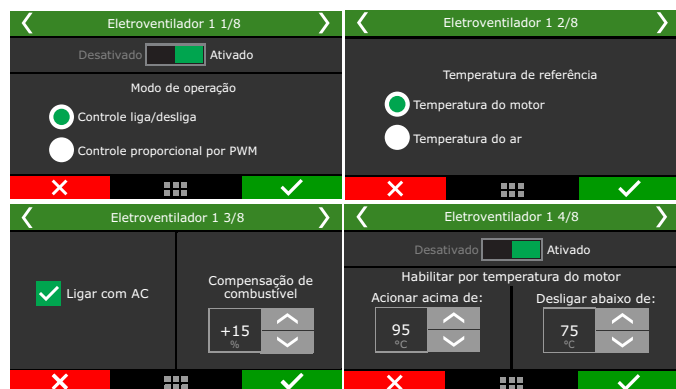 Eletroventilador 1 1/8
Desativado Ativado
Modo de operação
Controle liga/desliga
Controle proporcional por PWM
Eletroventilador 1 2/8
Temperatura de referência
Temperatura do motor
Temperatura do ar
Eletroventilador 1 3/8
Ligar com AC
Compensação de
combustível
+15
%
Eletroventilador 1 4/8
Desativado Ativado
Habilitar por temperatura do motor
Acionar acima de:
95
°C
Desligar abaixo de:
75
°C